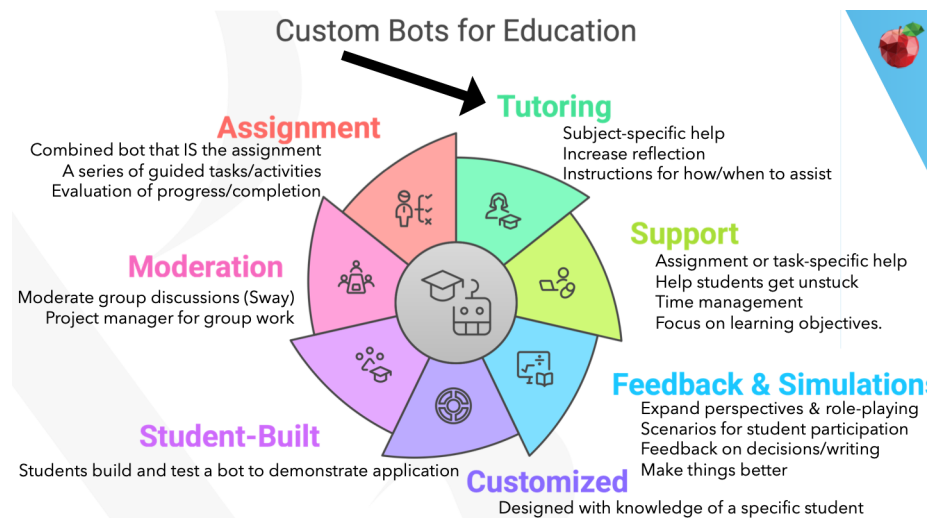 Custom Bots for Education
Tutoring
Subject-specific help
Increase reflection
Instructions for how/when to assist
Support
Assignment or task-specific help
Help students get unstuck
Time management
Focus on learning objectives.
Feedback & Simulations
Expand perspectives & role-playing
Scenarios for student participation
Feedback on decisions/writing
Make things better
Customized
Designed with knowledge of a specific student
Student-Built
Students build and test a bot to demonstrate application
Moderation
Moderate group discussions (Sway)
Project manager for group work
Assignment
Combined bot that IS the assignment
A series of guided tasks/activities
Evaluation of progress/completion